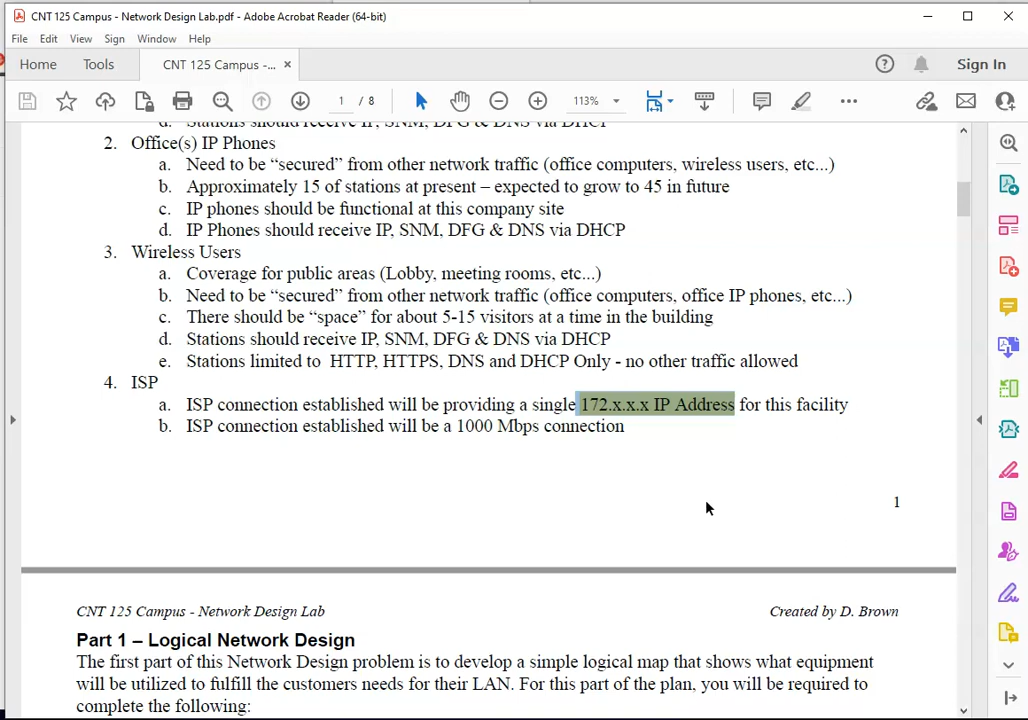 CNT 125 Campus - Network Design Lab.pdf - Adobe Acrobat Reader (64-bit)
File Edit View Sign Window Help
Home Tools CNT 125 Campus -... × Sign In
1 / 8 113%
d. Stations should receive IP, SNM, DFG & DNS via DHCP
2. Office(s) IP Phones
a. Need to be “secured” from other network traffic (office computers, wireless users, etc...)
b. Approximately 15 of stations at present – expected to grow to 45 in future
c. IP phones should be functional at this company site
d. IP Phones should receive IP, SNM, DFG & DNS via DHCP
3. Wireless Users
a. Coverage for public areas (Lobby, meeting rooms, etc...)
b. Need to be “secured” from other network traffic (office computers, office IP phones, etc...)
c. There should be “space” for about 5-15 visitors at a time in the building
d. Stations should receive IP, SNM, DFG & DNS via DHCP
e. Stations limited to HTTP, HTTPS, DNS and DHCP Only - no other traffic allowed
4. ISP
a. ISP connection established will be providing a single 172.x.x.x IP Address for this facility
b. ISP connection established will be a 1000 Mbps connection
1
CNT 125 Campus - Network Design Lab Created by D. Brown
Part 1 – Logical Network Design
The first part of this Network Design problem is to develop a simple logical map that shows what equipment
will be utilized to fulfill the customers needs for their LAN. For this part of the plan, you will be required to
complete the following: